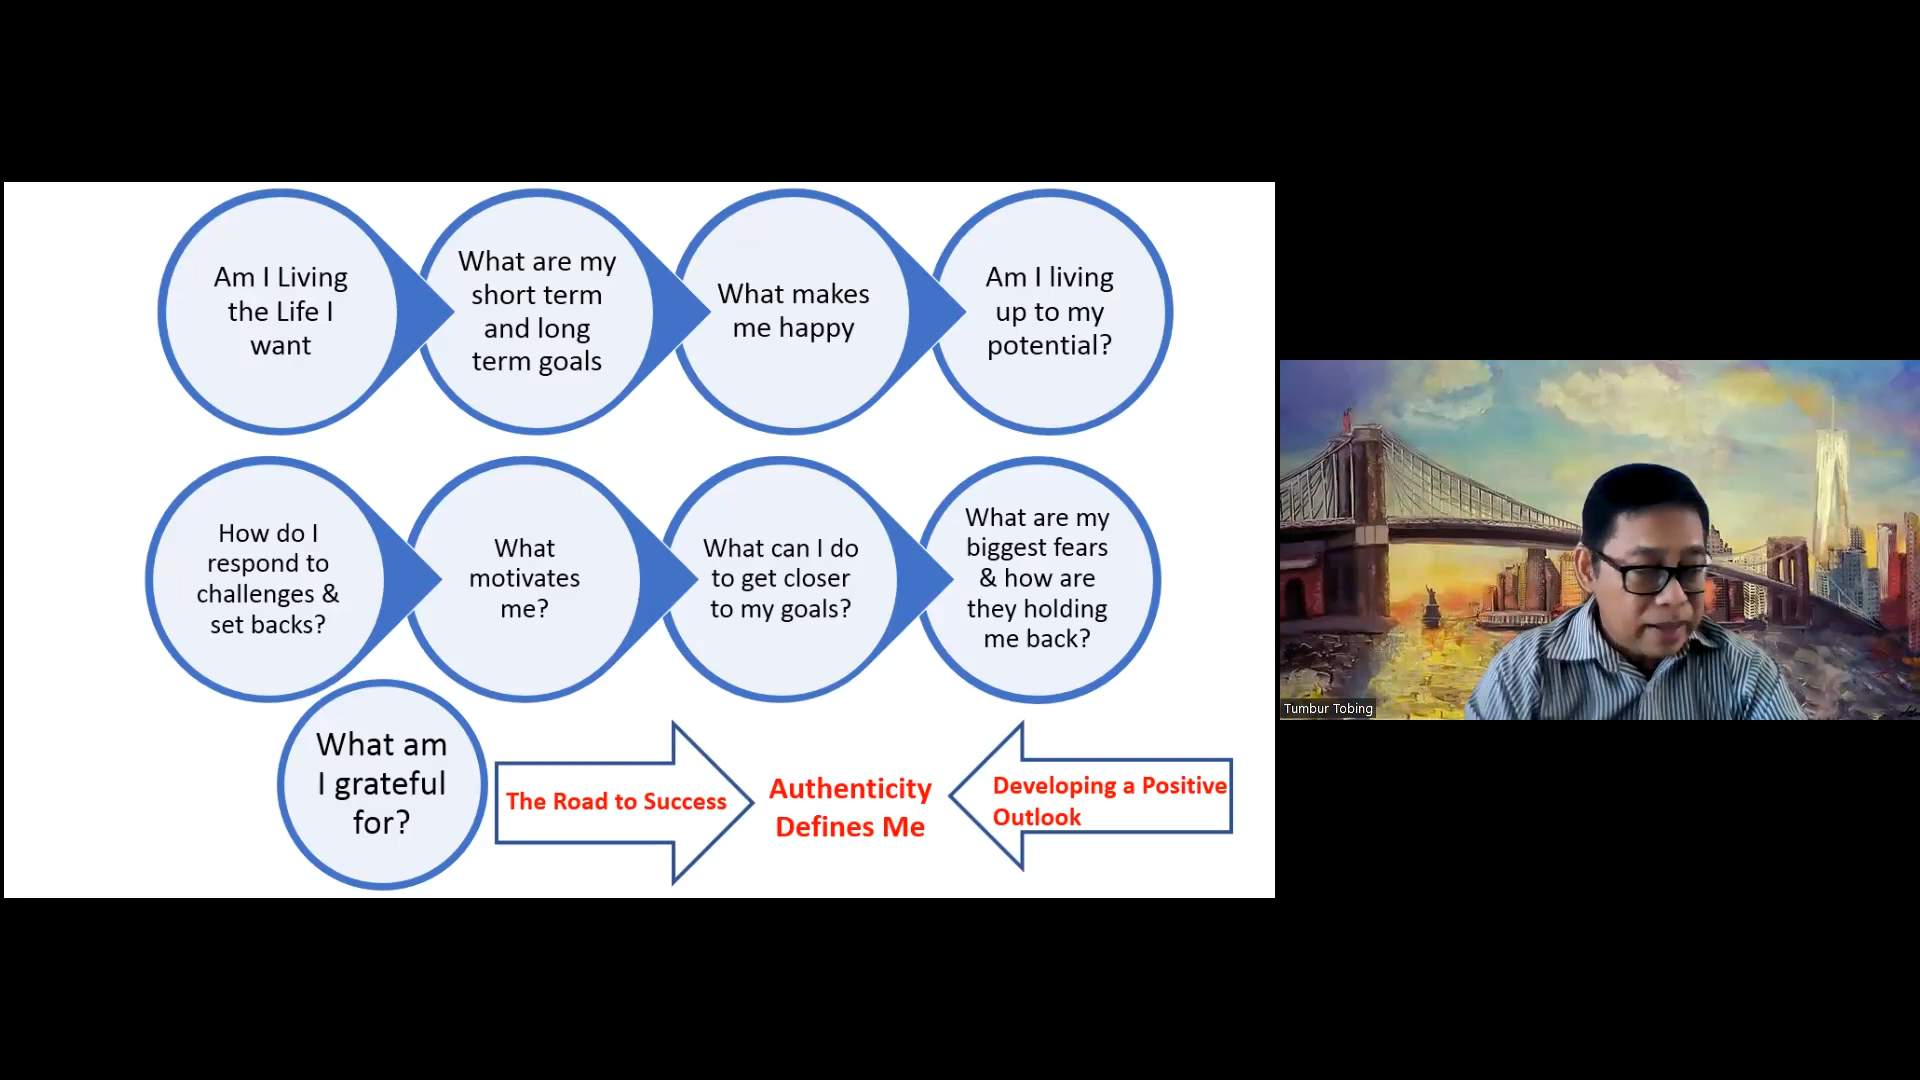 Am I Living
the Life I
want
What are my
short term
and long
term goals
What makes
me happy
Am I living
up to my
potential?
How do I
respond to
challenges &
set backs?
What
motivates
me?
What can I do
to get closer
to my goals?
What are my
biggest fears
& how are
they holding
me back?
What am
I grateful
for?
The Road to Success
Authenticity
Defines Me
Developing a Positive
Outlook
Tumbur Tobing